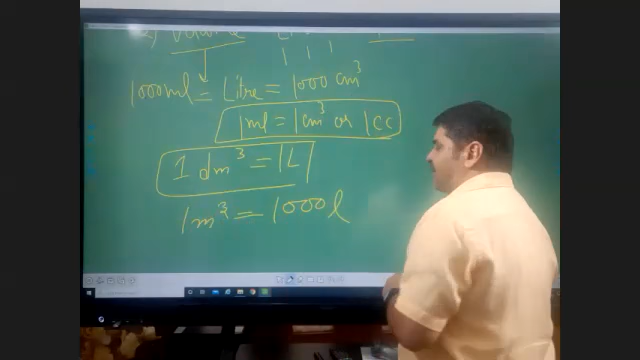 Volume
1000ml = Litre = 1000 cm³
1ml = 1cm³ or 1cc
1 dm³ = 1L
1m³ = 1000l